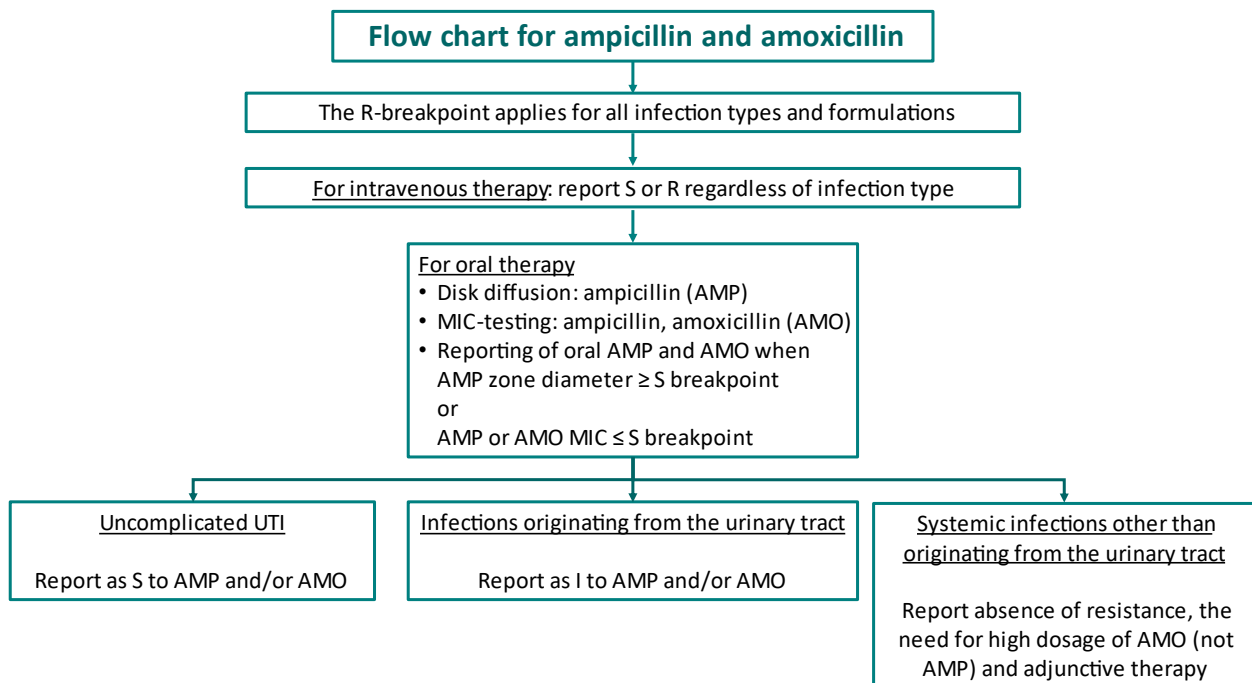 Flow chart for ampicillin and amoxicillin
The R-breakpoint applies for all infection types and formulations
For intravenous therapy: report S or R regardless of infection type
For oral therapy
• Disk diffusion: ampicillin (AMP)
• MIC-testing: ampicillin, amoxicillin (AMO)
• Reporting of oral AMP and AMO when
AMP zone diameter ≥ S breakpoint
or
AMP or AMO MIC ≤ S breakpoint
Uncomplicated UTI
Report as S to AMP and/or AMO
Infections originating from the urinary tract
Report as I to AMP and/or AMO
Systemic infections other than
originating from the urinary tract
Report absence of resistance, the
need for high dosage of AMO (not
AMP) and adjunctive therapy